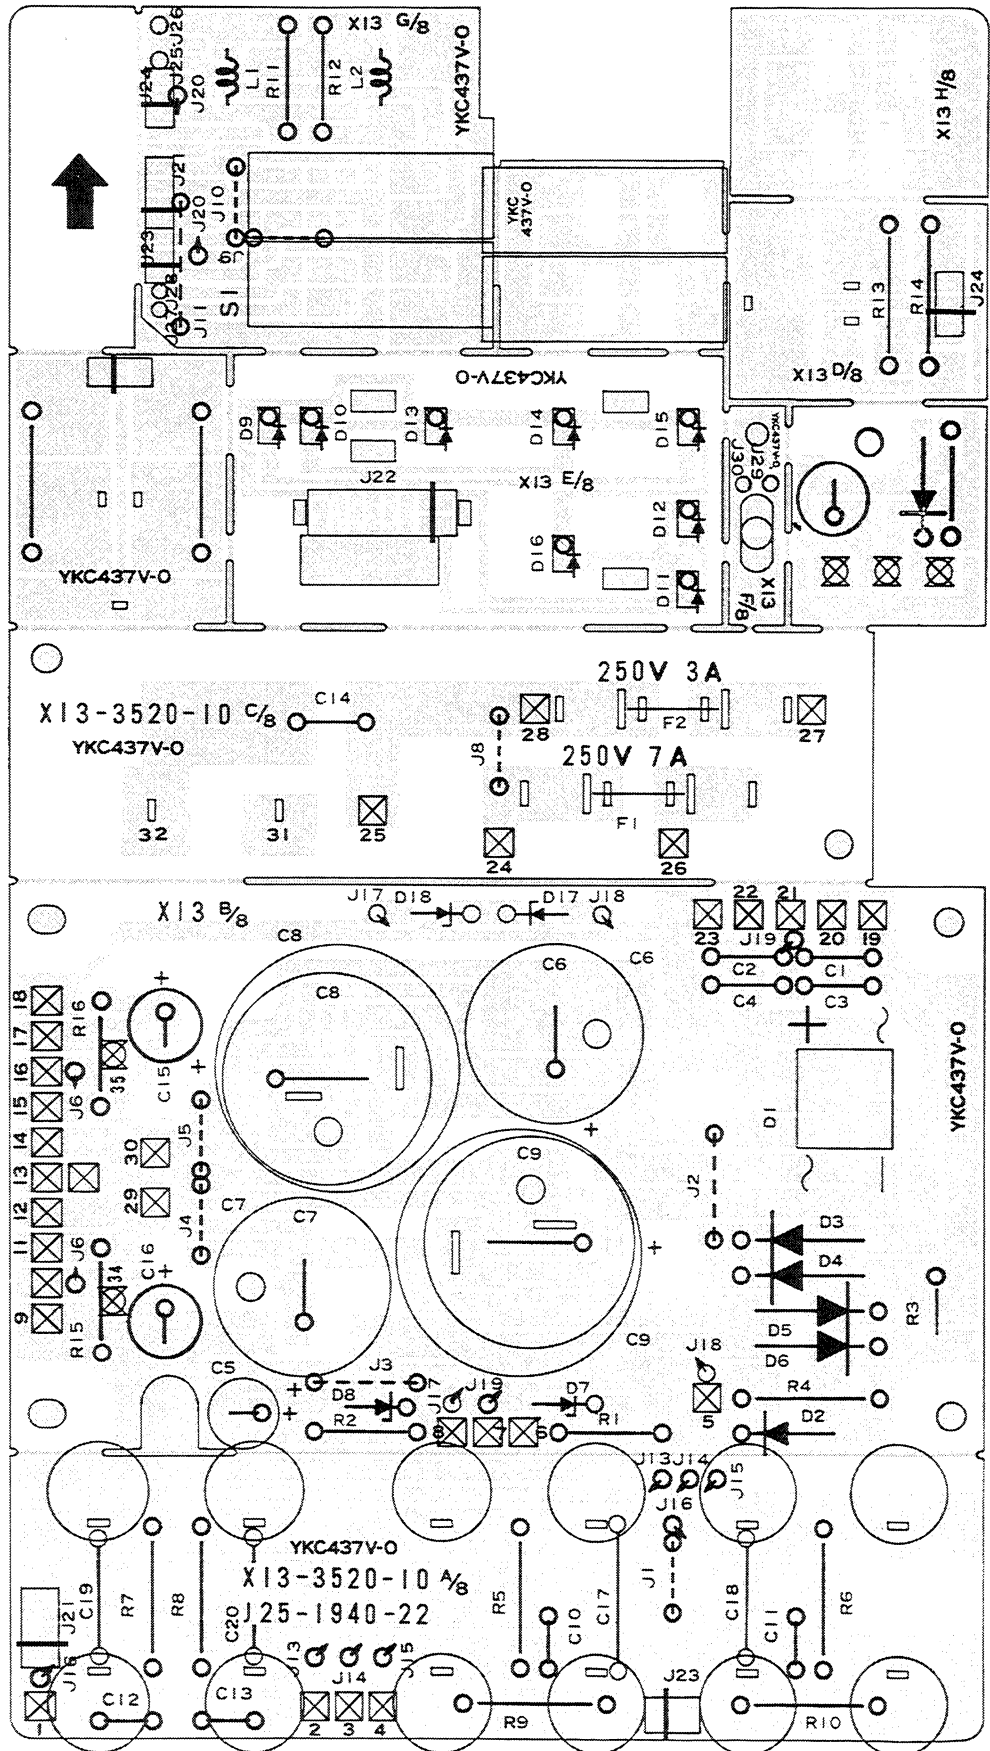 J26
X13 G/8
J25
J24
J20
L1
R11
R12
L2
YKC437V-0
X13 H/8
J21
J20
J10
J23
J9
YKC
437V-0
J28
J27
J11
S1
R13
R14
J24
X13 D/8
YKC437V-0
D9
D10
D13
D14
D15
J30
J29
YKC437V-0
J22
X13 E/8
D12
D16
D11
X13
F/8
YKC437V-0
250V 3A
X13-3520-10 C/8
C14
F2
28
27
YKC437V-0
J8
250V 7A
32
31
25
F1
24
26
X13 B/8
J17
D18
D17
J18
22
21
23
J19
20
19
C8
C6
C6
C2
C1
C8
C4
C3
18
R16
+
17
16
35
C15
+
J6
15
J5
D1
YKC437V-0
14
30
+
C9
13
J2
29
12
C7
C7
J4
11
J6
C16
+
+
D3
D4
34
9
R15
D5
D6
R3
C9
J18
C5
+
J3
D8
J17
J19
D7
R4
+
R2
8
7
6
R1
5
D2
J13
J14
J15
J16
YKC437V-0
X13-3520-10 A/8
J25-1940-22
J21
C19
R7
R8
C20
J13
J14
J15
R5
C10
C17
J1
C18
C11
R6
J16
C12
C13
J23
1
2
3
4
R9
R10